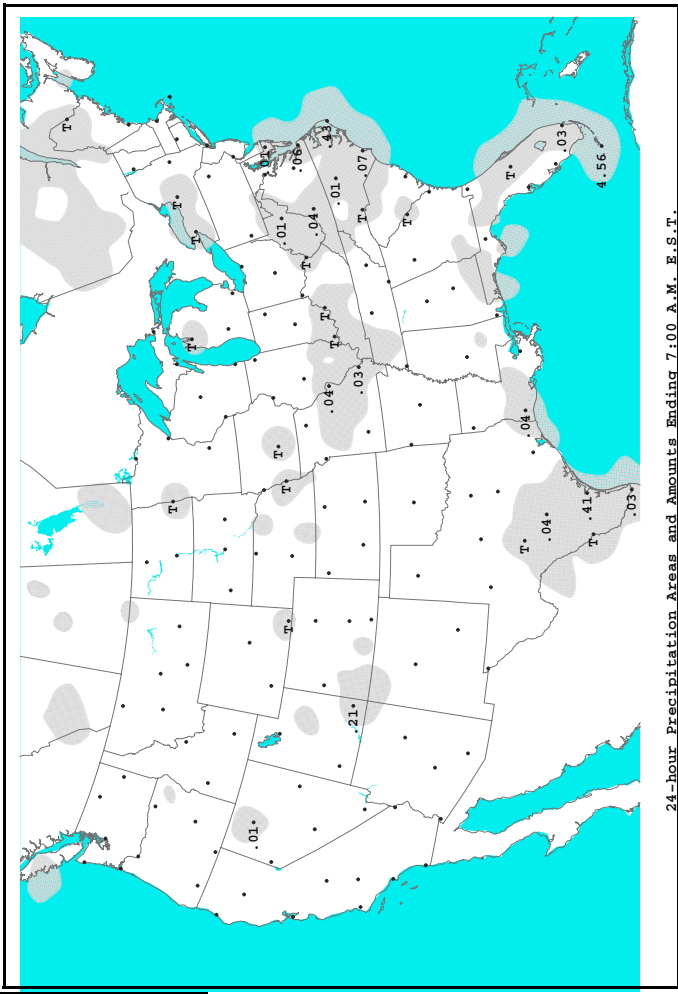 T
T
T
T
T
.01
.01
T
.01
T
T
.06
T
.04
T
.43
.04
T
.01
.21
.03
T
.07
T
T
T
.04
.04
.03
.41
T
4.56
.03
24-hour Precipitation Areas and Amounts Ending 7:00 A.M. E.S.T.